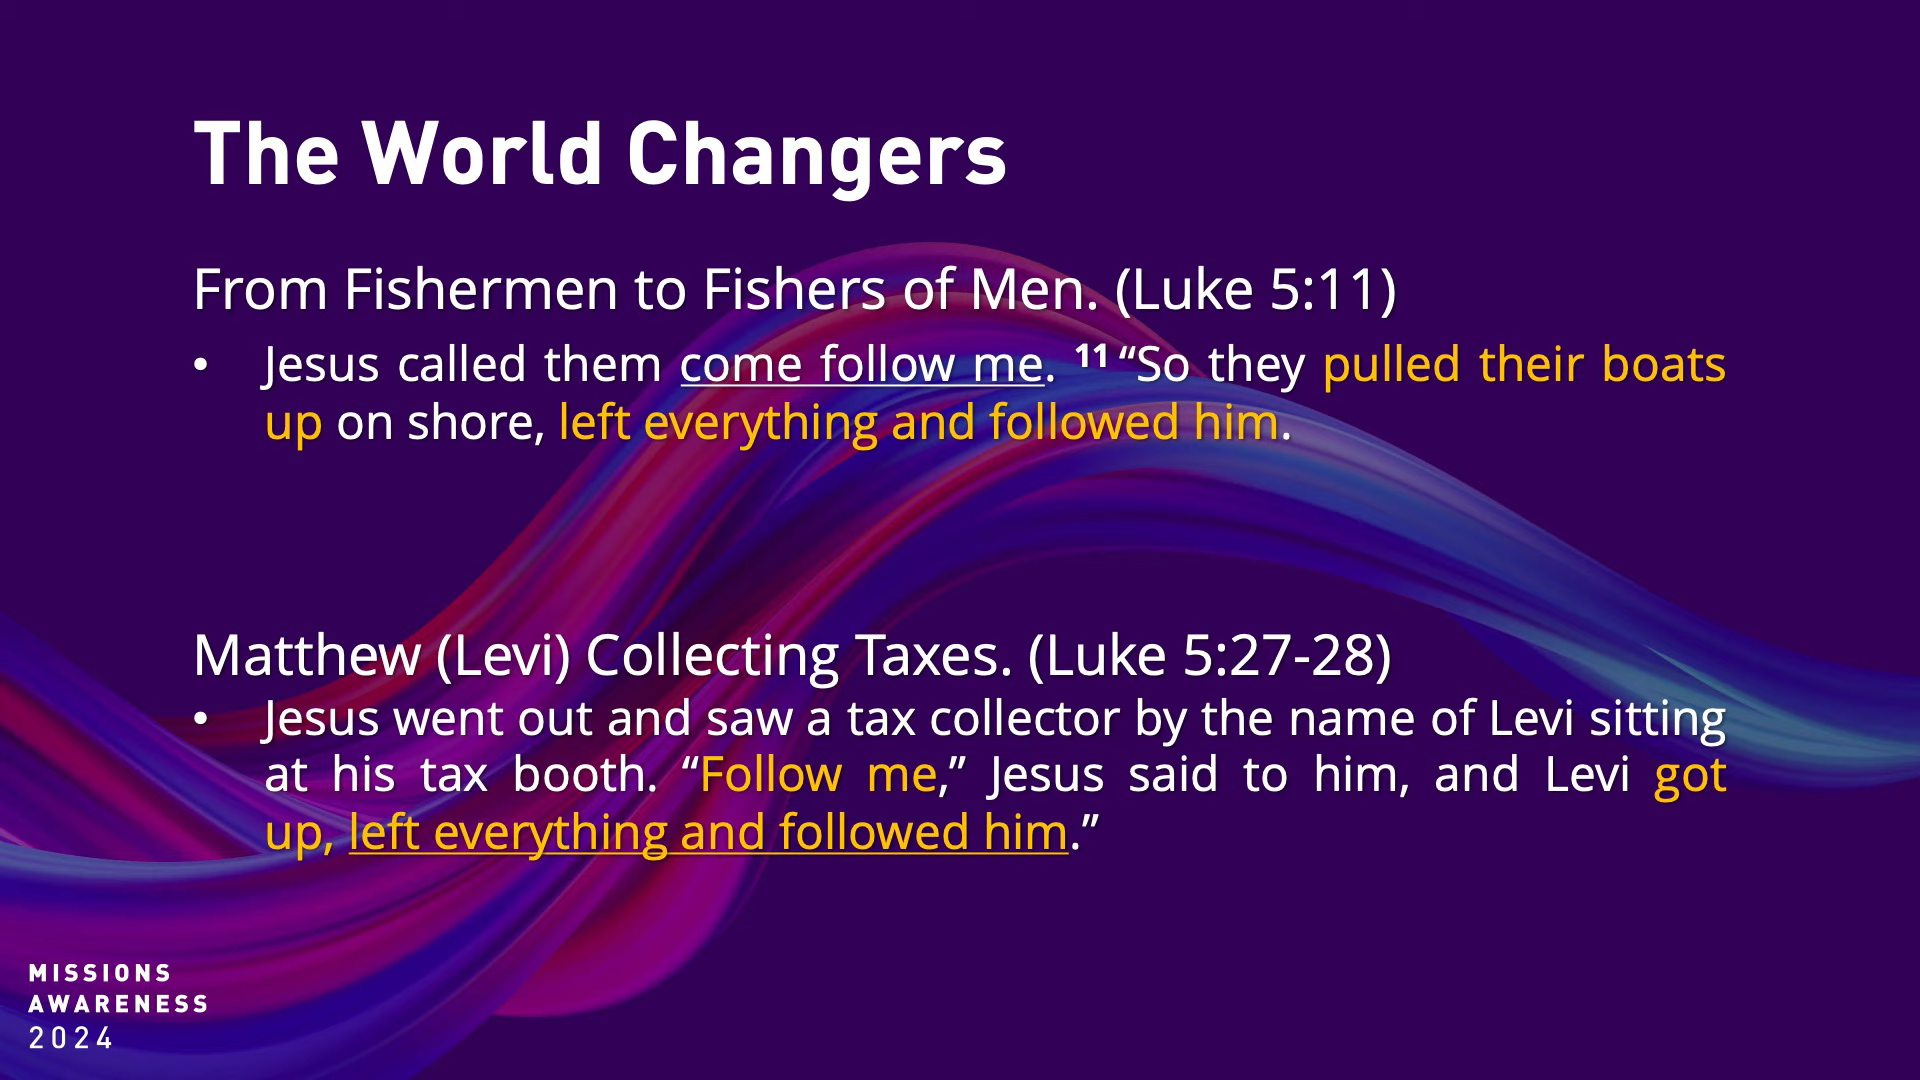 The World Changers
From Fishermen to Fishers of Men. (Luke 5:11)
• Jesus called them come follow me. 11 “So they pulled their boats
up on shore, left everything and followed him.
Matthew (Levi) Collecting Taxes. (Luke 5:27-28)
• Jesus went out and saw a tax collector by the name of Levi sitting
at his tax booth. “Follow me,” Jesus said to him, and Levi got
up, left everything and followed him.”
MISSIONS
AWARENESS
2024